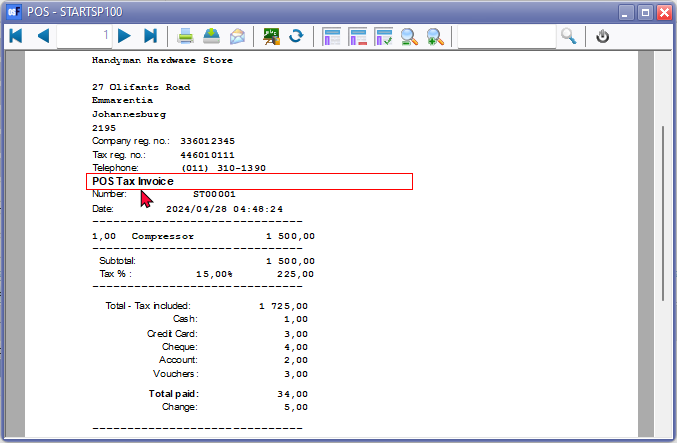 POS - STARTSP100
1
Handyman Hardware Store
27 Olifants Road
Emmarentia
Johannesburg
2195
Company reg. no.: 336012345
Tax reg. no.: 446010111
Telephone: (011) 310-1390
POS Tax Invoice
Number: ST00001
Date: 2024/04/28 04:48:24
------------------------------
1,00 Compressor 1 500,00
------------------------------
Subtotal: 1 500,00
Tax % : 15,00% 225,00
------------------------------
Total - Tax included: 1 725,00
Cash: 1,00
Credit Card: 3,00
Cheque: 4,00
Account: 2,00
Vouchers : 3,00
Total paid: 34,00
Change: 5,00
------------------------------